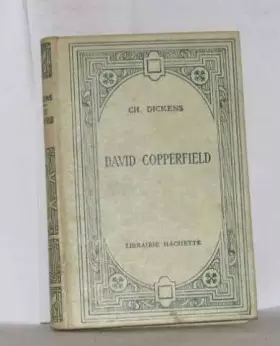 CH. DICKENS
DAVID COPPERFIELD
LIBRAIRIE HACHETTE